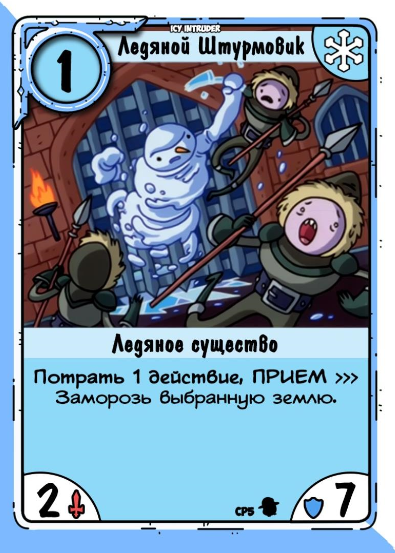 ICY INTRUDER
1
Ледяной Штурмовик
Ледяное существо
Потрать 1 действие, ПРИЕМ >>>
Заморозь выбранную землю.
2
CP5
7